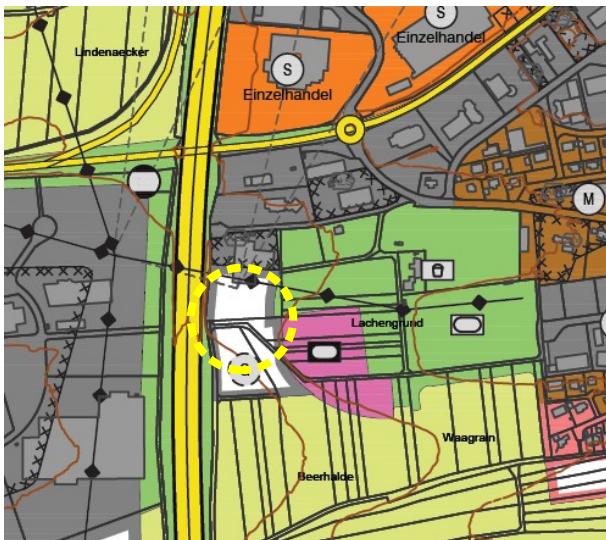 S
Einzelhandel
Lindenaecker
S
Einzelhandel
M
Lachengrund
Waagrain
Beerhalde